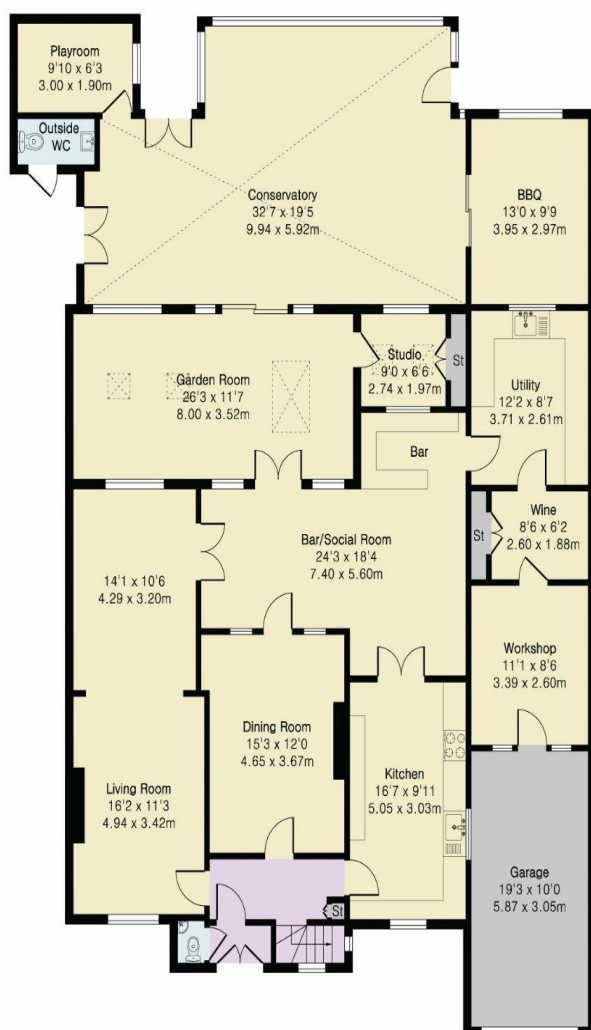 Playroom
9'10 x 6'3
3.00 x 1.90m
Outside
WC
Conservatory
32'7 x 19'5
9.94 x 5.92m
BBQ
13'0 x 9'9
3.95 x 2.97m
Garden Room
26'3 x 11'7
8.00 x 3.52m
Studio
9'0 x 6'6
2.74 x 1.97m
St
Utility
12'2 x 8'7
3.71 x 2.61m
Bar
Bar/Social Room
24'3 x 18'4
7.40 x 5.60m
St
Wine
8'6 x 6'2
2.60 x 1.88m
14'1 x 10'6
4.29 x 3.20m
Workshop
11'1 x 8'6
3.39 x 2.60m
Dining Room
15'3 x 12'0
4.65 x 3.67m
Kitchen
16'7 x 9'11
5.05 x 3.03m
Living Room
16'2 x 11'3
4.94 x 3.42m
Garage
19'3 x 10'0
5.87 x 3.05m
St